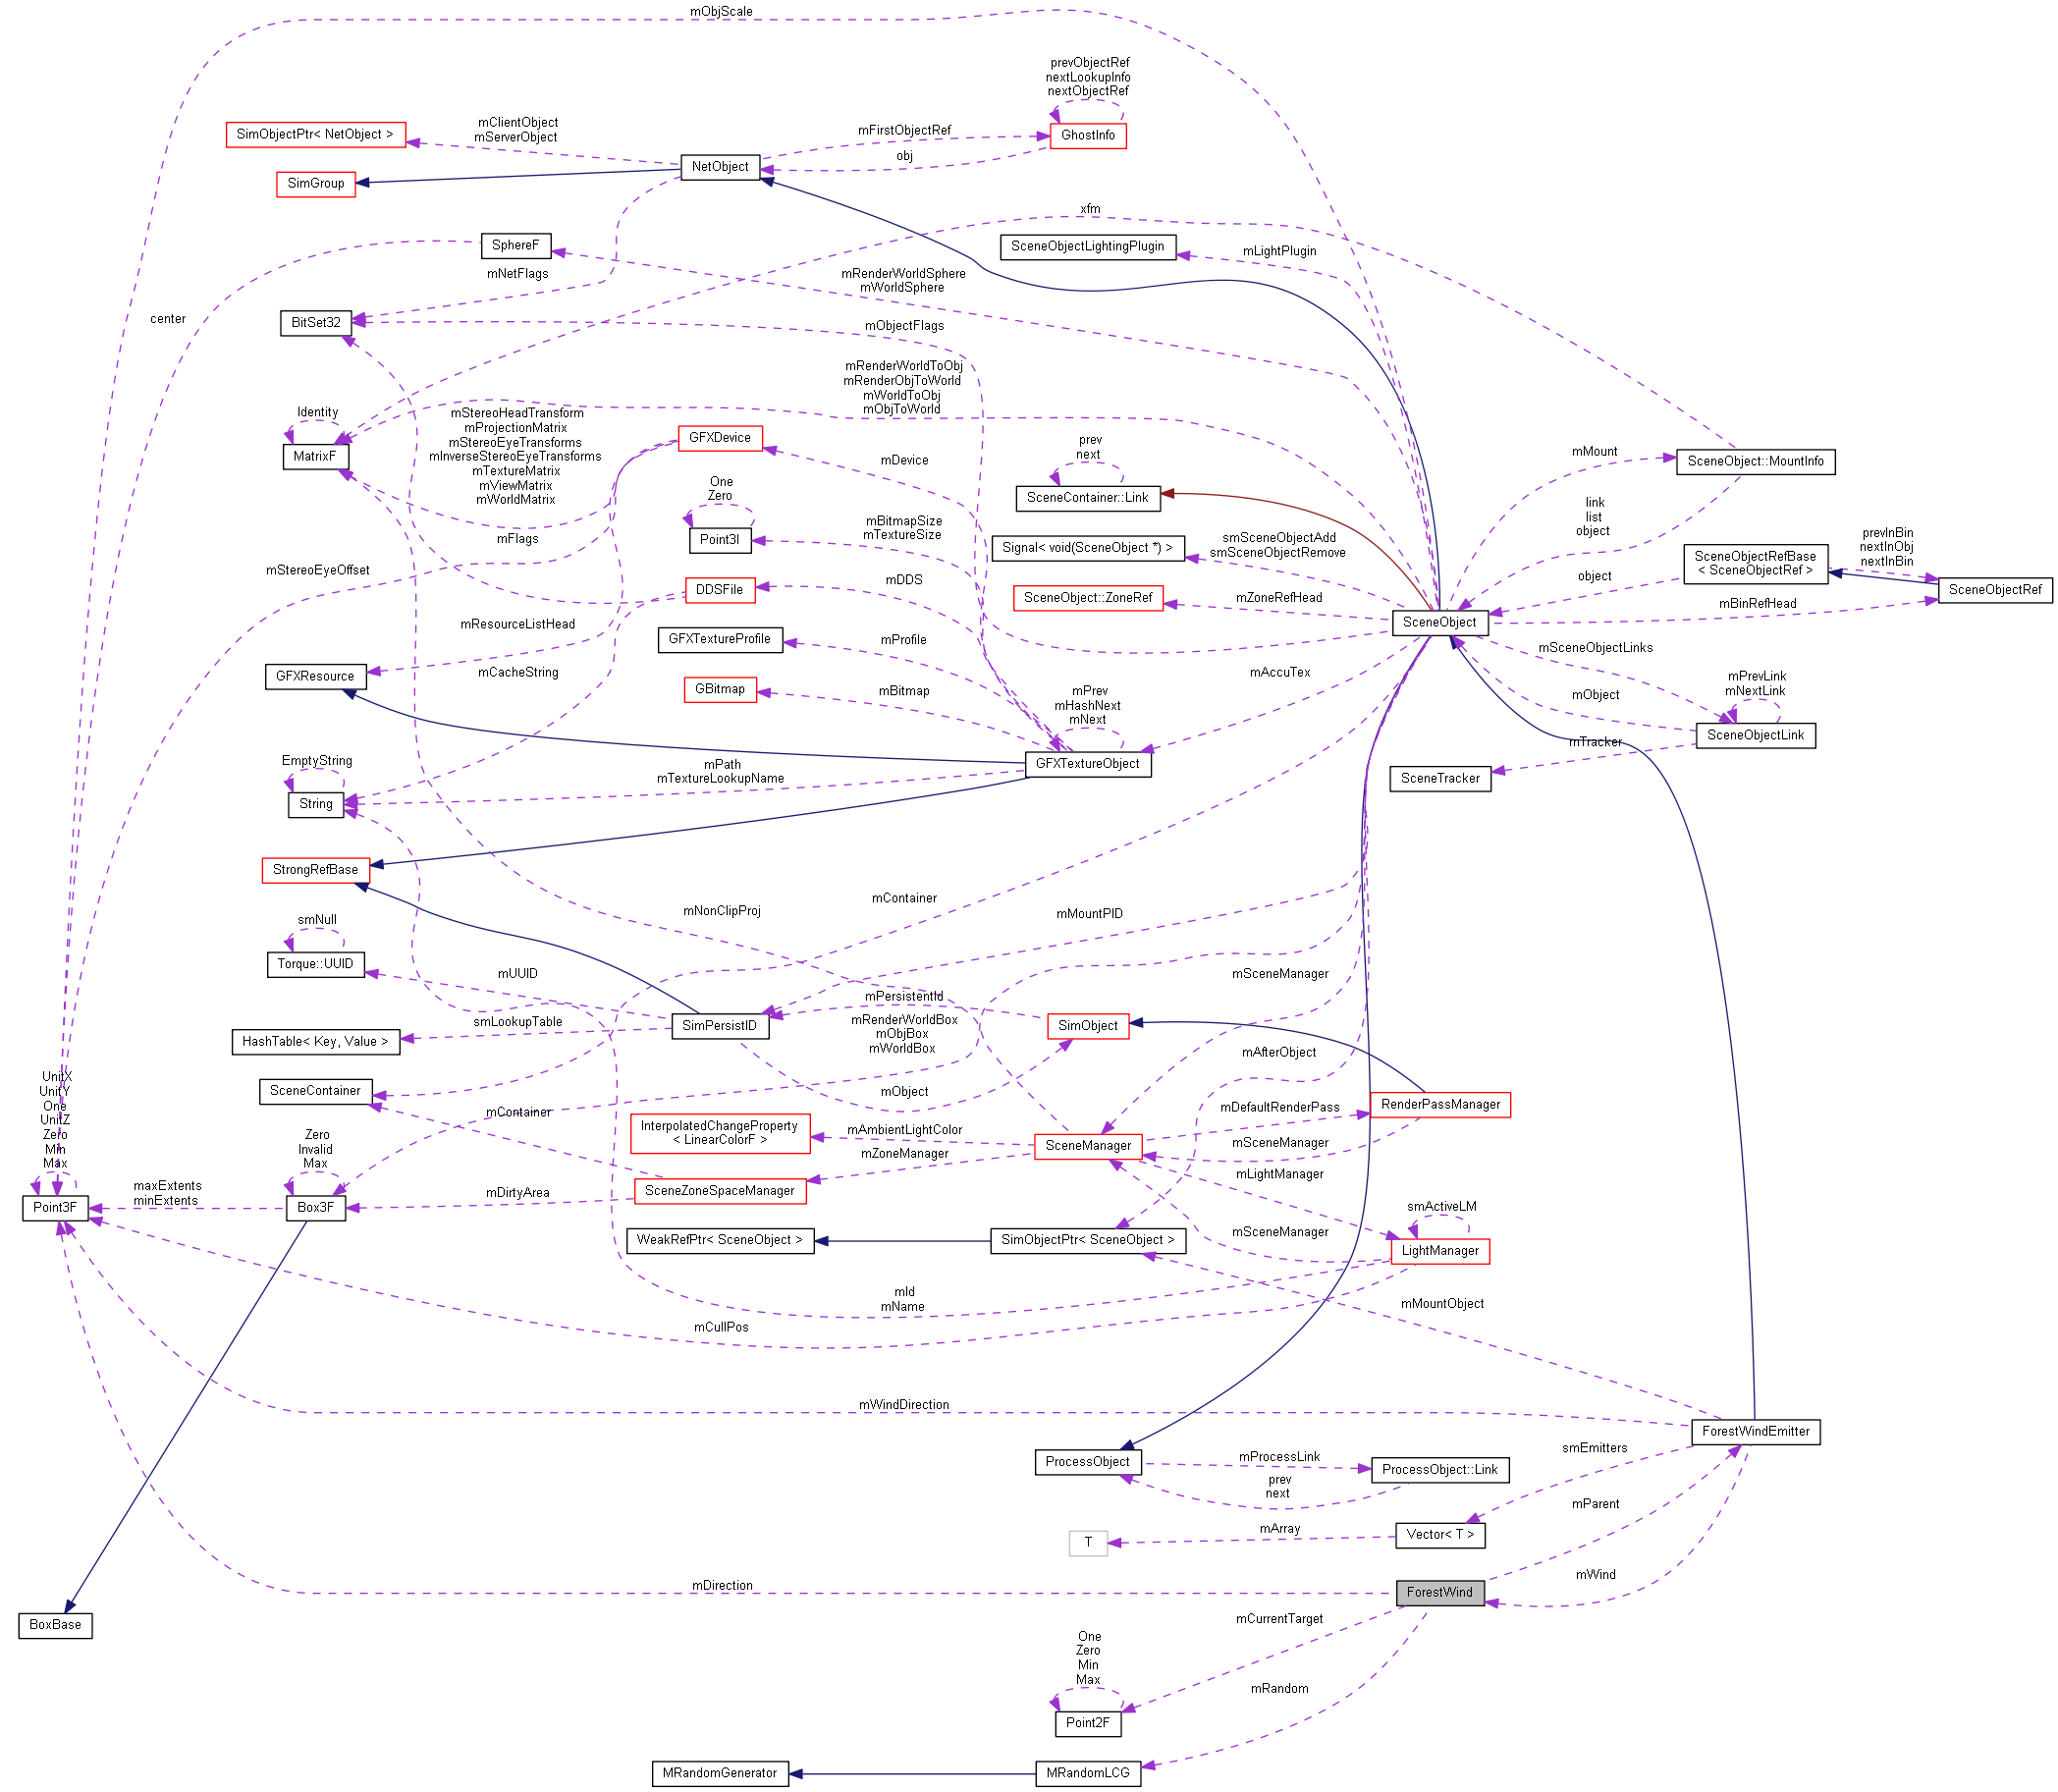 mObjScale
prevObjectRef
nextLookupInfo
nextObjectRef
mClientObject
mServerObject
SimObjectPtr< NetObject >
mFirstObjectRef
GhostInfo
obj
NetObject
SimGroup
xfm
SphereF
SceneObjectLightingPlugin
mLightPlugin
mNetFlags
mRenderWorldSphere
mWorldSphere
center
BitSet32
mObjectFlags
mRenderWorldToObj
mRenderObjToWorld
mWorldToObj
mObjToWorld
Identity
MatrixF
mStereoHeadTransform
mProjectionMatrix
mStereoEyeTransforms
mInverseStereoEyeTransforms
mTextureMatrix
mViewMatrix
mWorldMatrix
GFXDevice
mDevice
prev
next
SceneContainer::Link
mMount
SceneObject::MountInfo
One
Zero
Point3I
mFlags
mBitmapSize
mTextureSize
Signal< void(SceneObject *) >
smSceneObjectAdd
smSceneObjectRemove
link
list
object
SceneObjectRefBase
< SceneObjectRef >
prevInBin
nextInObj
nextInBin
mStereoEyeOffset
DDSFile
mDDS
SceneObject::ZoneRef
mZoneRefHead
object
SceneObjectRef
mBinRefHead
SceneObject
mResourceListHead
GFXTextureProfile
mProfile
mSceneObjectLinks
GFXResource
mCacheString
GBitmap
mBitmap
mPrev
mHashNext
mNext
mAccuTex
mObject
mPrevLink
mNextLink
SceneObjectLink
mTracker
EmptyString
String
mPath
mTextureLookupName
GFXTextureObject
SceneTracker
StrongRefBase
mNonClipProj
mContainer
mMountPID
smNull
Torque::UUID
mUUID
mSceneManager
smLookupTable
SimPersistID
mPersistentId
SimObject
HashTable< Key, Value >
mRenderWorldBox
mObjBox
mWorldBox
mAfterObject
SceneContainer
mContainer
mObject
RenderPassManager
mDefaultRenderPass
UnitX
UnitY
One
UnitZ
Zero
Min
Max
Point3F
Zero
Invalid
Max
Box3F
InterpolatedChangeProperty
< LinearColorF >
mAmbientLightColor
SceneManager
mSceneManager
mZoneManager
mLightManager
maxExtents
minExtents
mDirtyArea
SceneZoneSpaceManager
smActiveLM
LightManager
WeakRefPtr< SceneObject >
SimObjectPtr< SceneObject >
mSceneManager
mId
mName
mCullPos
mMountObject
mWindDirection
ForestWindEmitter
ProcessObject
mProcessLink
ProcessObject::Link
prev
next
smEmitters
mParent
T
mArray
Vector< T >
mDirection
ForestWind
mWind
BoxBase
mCurrentTarget
One
Zero
Min
Max
Point2F
mRandom
MRandomGenerator
MRandomLCG